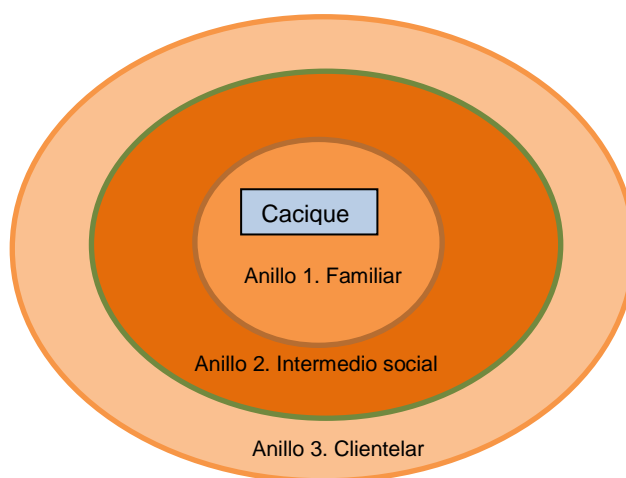 Cacique
Anillo 1. Familiar
Anillo 2. Intermedio social
Anillo 3. Clientelar